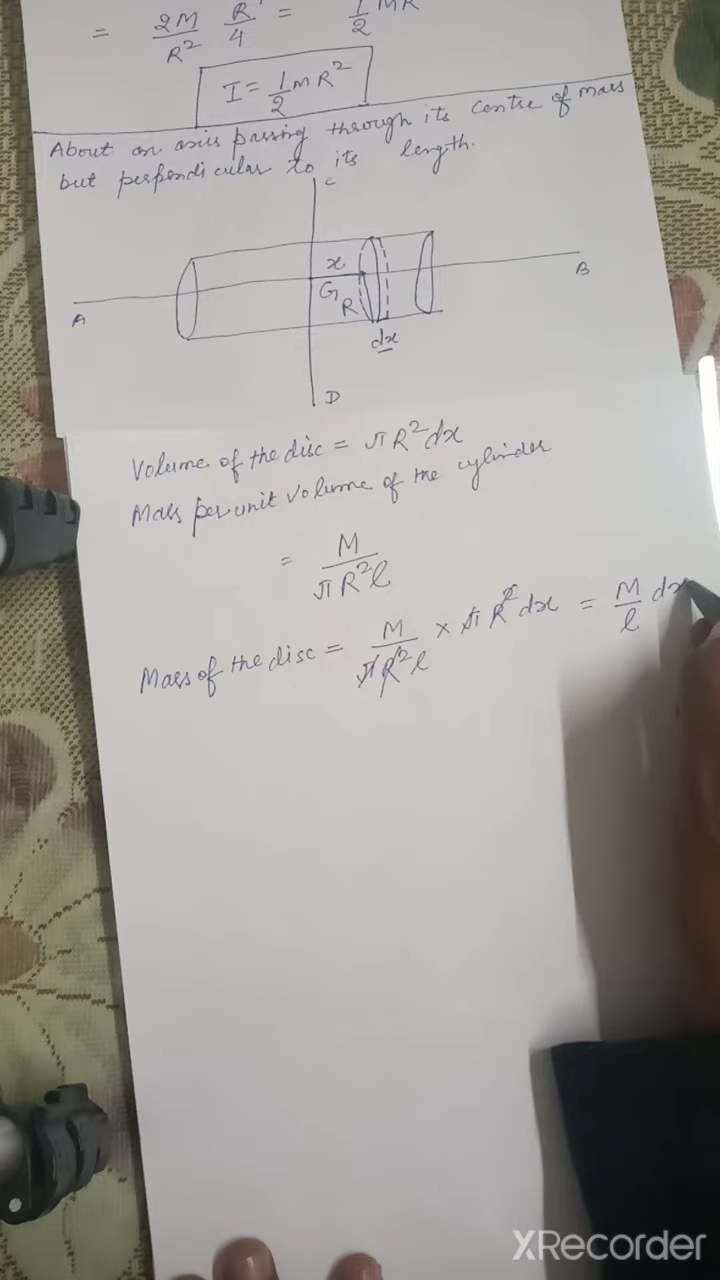 = 2M/R² R/4 = 1/2 MR
I = 1/2 MR²
About an axis passing through its centre of mass
but perpendicular to its length.
C
x
G
R
A
B
dx
D
Volume of the disc = πR²dx
Mass per unit volume of the cylinder
= M/πR²l
Mass of the disc = M/πR²l × πR²dx = M/l dx
XRecorder